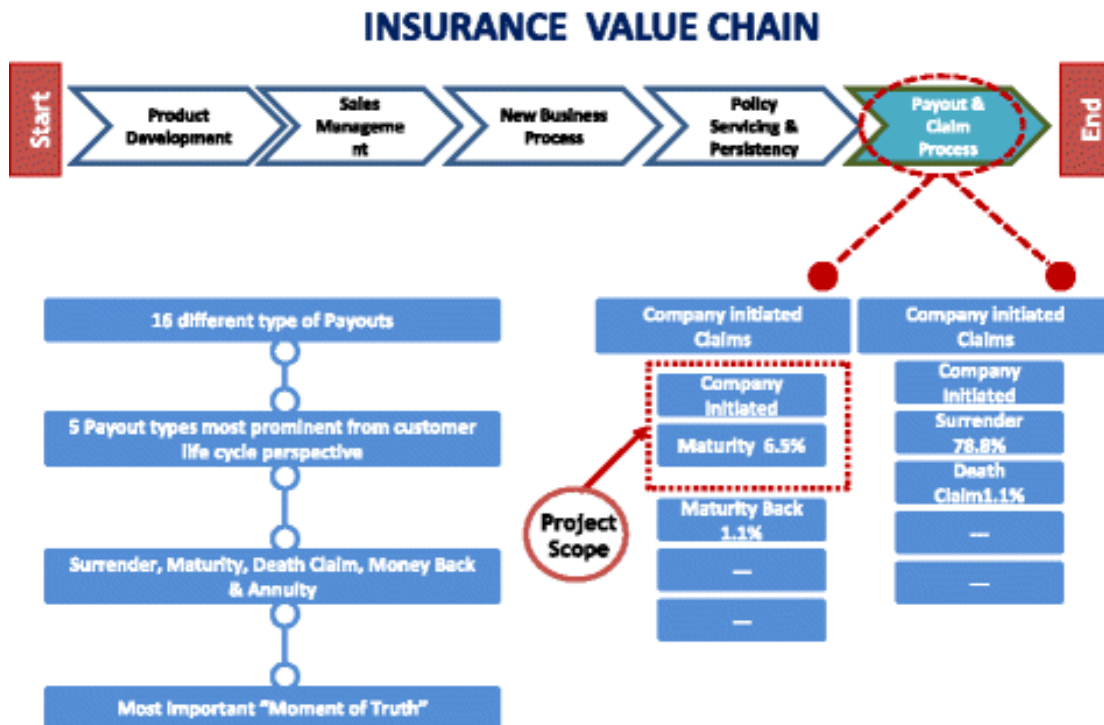 INSURANCE VALUE CHAIN
Start
Product
Development
Sales
Manageme
nt
New Business
Process
Policy
Servicing &
Persistency
Payout &
Claim
Process
End
16 different type of Payouts
5 Payout types most prominent from customer
life cycle perspective
Surrender, Maturity, Death Claim, Money Back
& Annuity
Most Important "Moment of Truth"
Project
Scope
Company initiated
Claims
Company
Initiated
Maturity 6.5%
Maturity Back
1.1%
—
—
Company initiated
Claims
Company
Initiated
Surrender
78.8%
Death
Claim1.1%
—
—